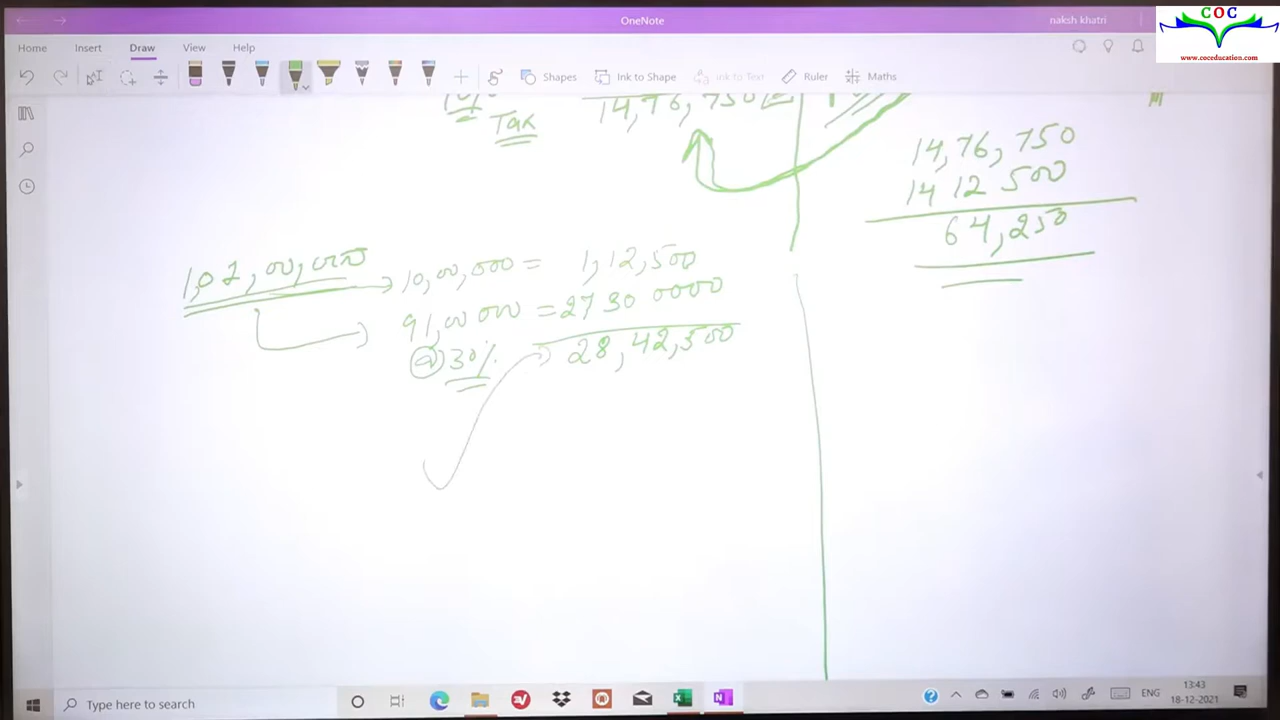 OneNote
naksh khatri
COC
www.coceducation.com
Home Insert Draw View Help
Shapes Ink to Shape Ink to Text Ruler Maths
10%
Tax
14,76,750
14,76,750
14 12 500
64,250
1,02,00,000
10,00,000 = 1,12,500
91,00 000 = 27 30 0000
@ 30% 28,42,500
Type here to search
ENG
13:43
18-12-2021